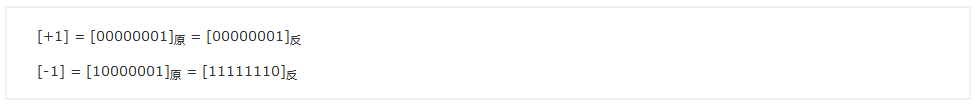 [+1] = [00000001]原 = [00000001]反
[-1] = [10000001]原 = [11111110]反